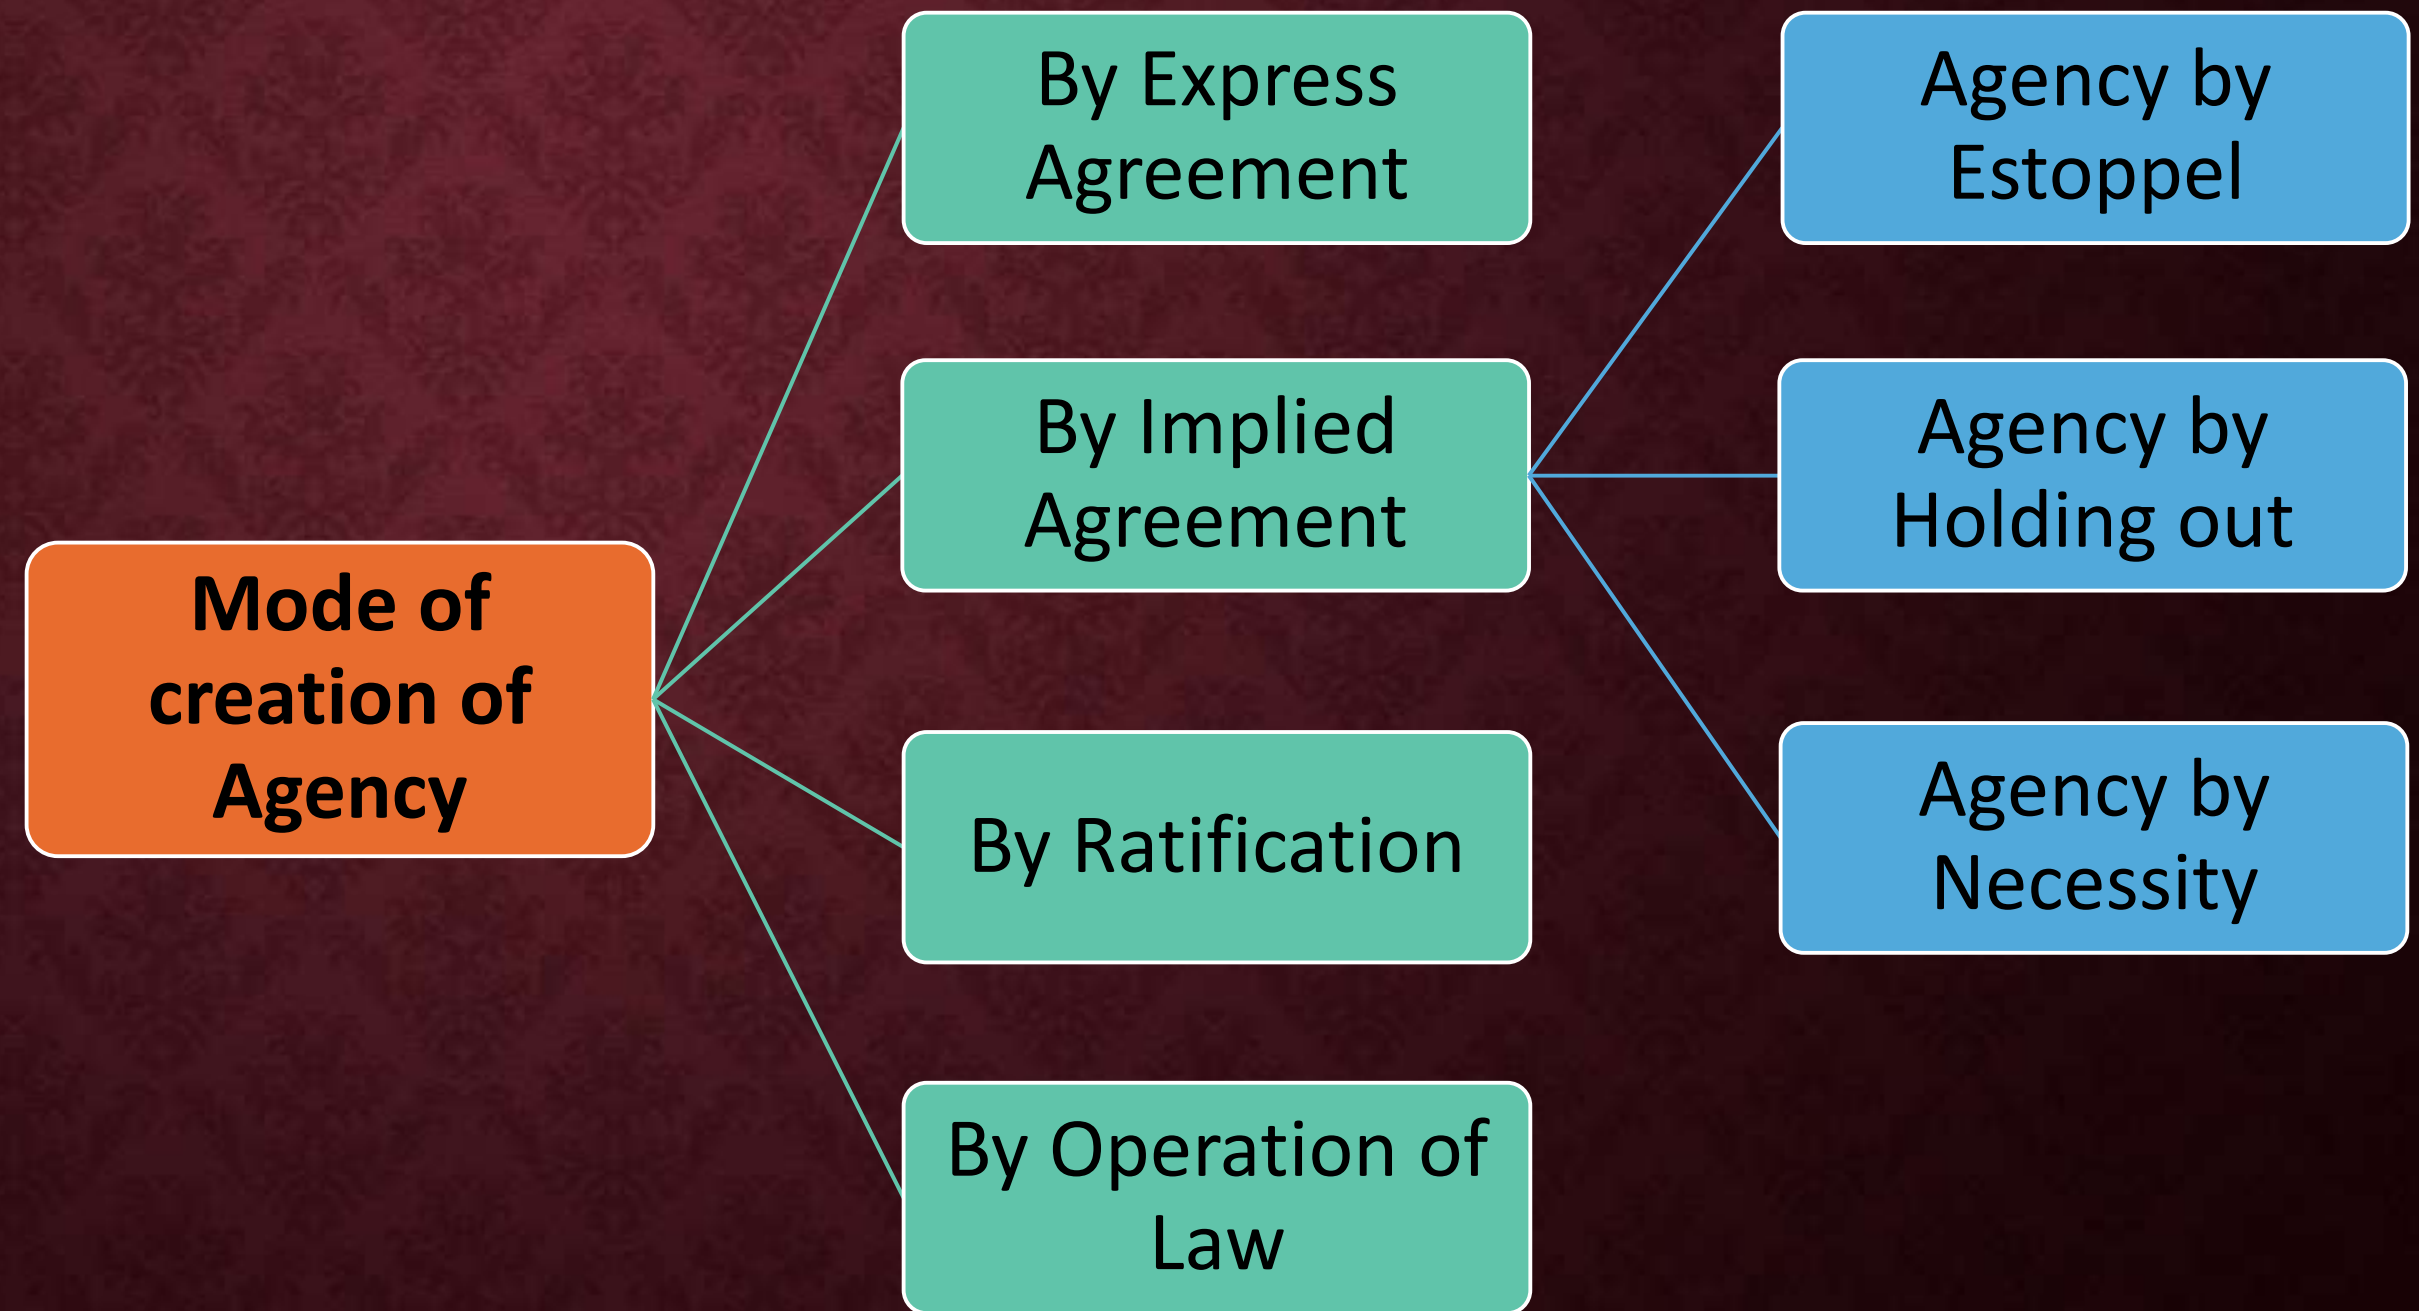 Mode of
creation of
Agency
By Express
Agreement
By Implied
Agreement
By Ratification
By Operation of
Law
Agency by
Estoppel
Agency by
Holding out
Agency by
Necessity